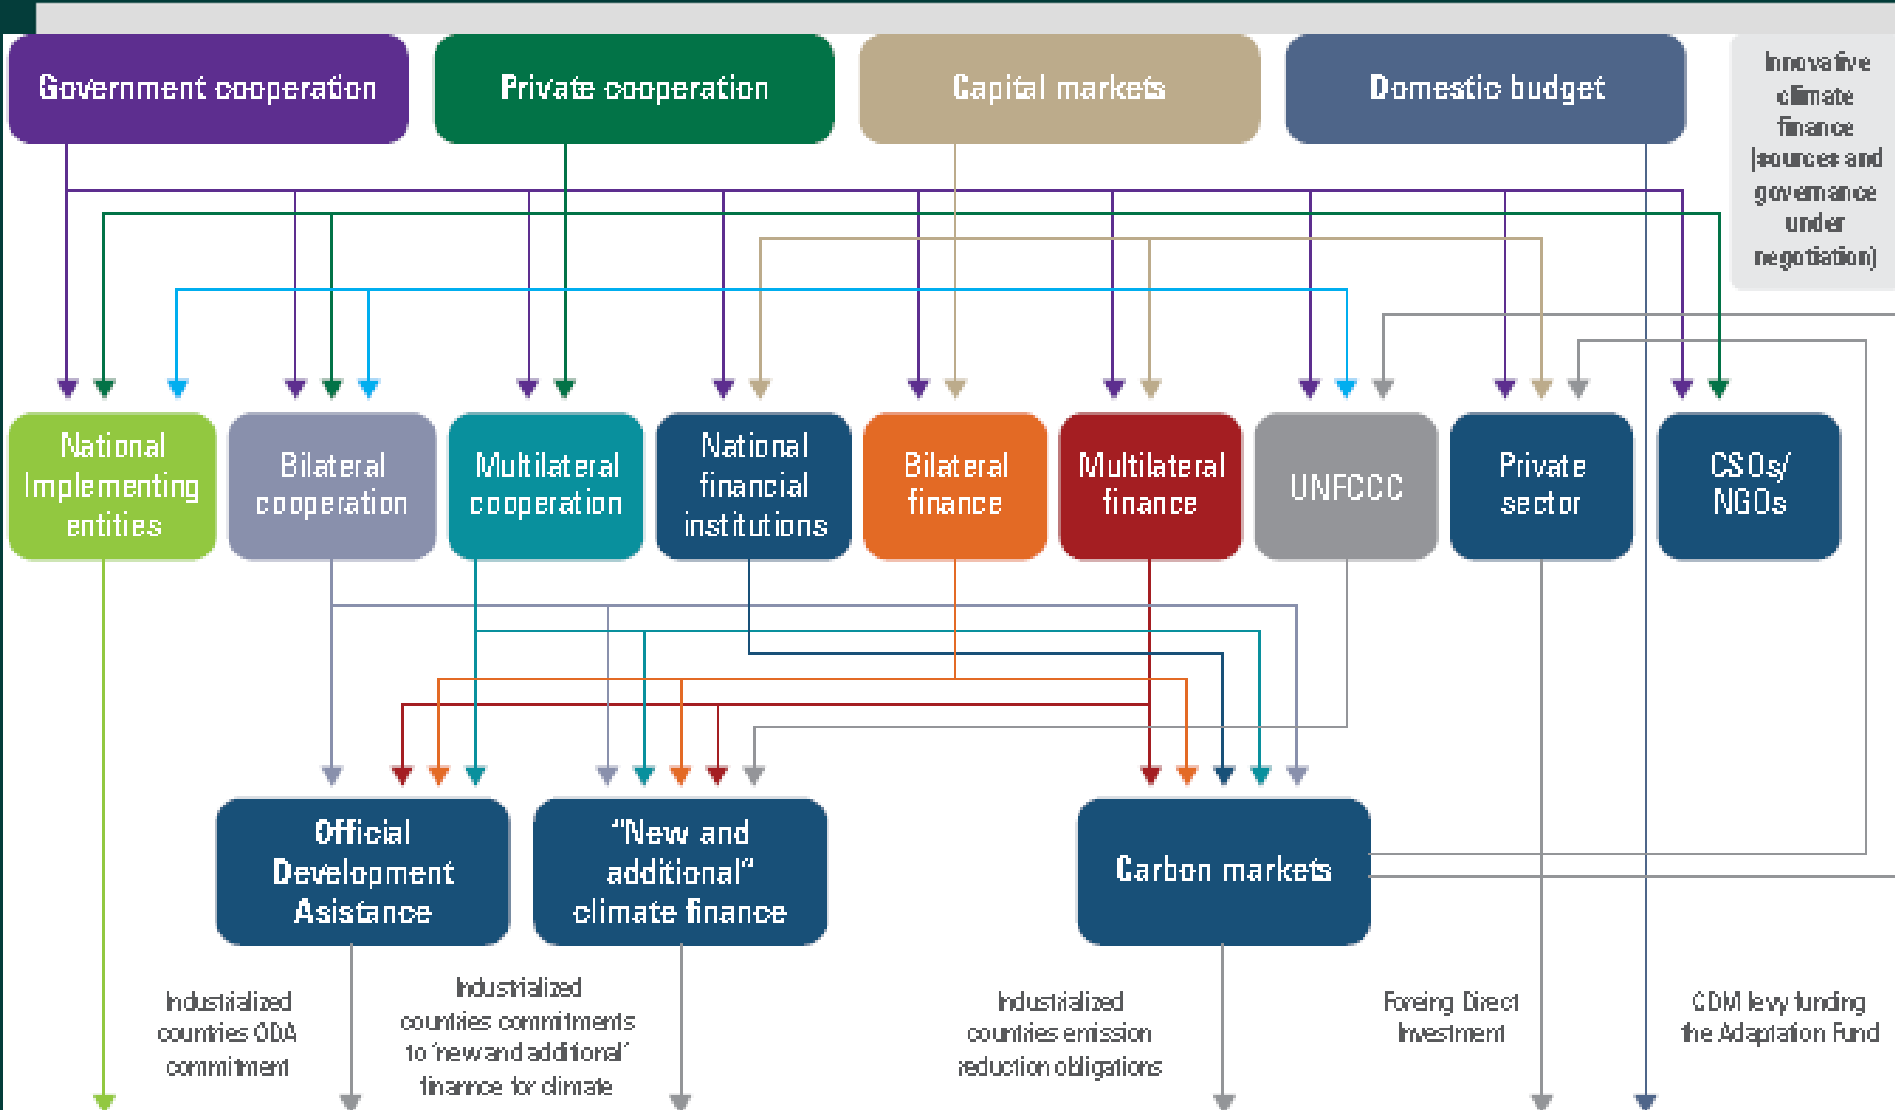 Government cooperation
Private cooperation
Capital markets
Domestic budget
Innovative
climate
finance
(sources and
governance
under
negotiation)
National
Implementing
entities
Bilateral
cooperation
Multilateral
cooperation
National
financial
institutions
Bilateral
finance
Multilateral
finance
UNFCCC
Private
sector
CSOs/
NGOs
Official
Development
Asistance
“New and
additional”
climate finance
Carbon markets
Industrialized
countries ODA
commitment
Industrialized
countries commitments
to ‘new and additional’
finannce for climate
Industrialized
countries emission
reduction obligations
Foreing Direct
Investment
CDM levy funding
the Adaptation Fund